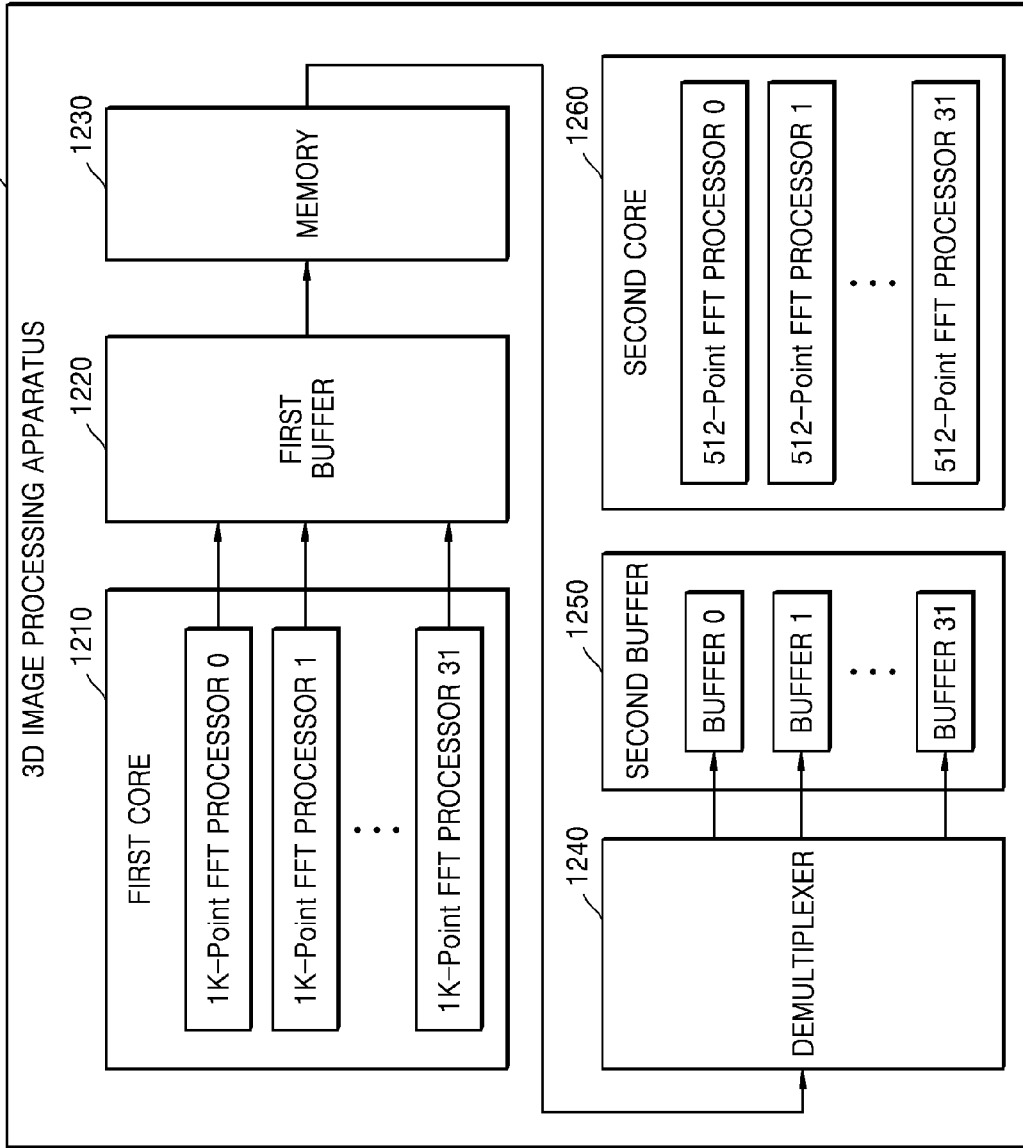 3D IMAGE PROCESSING APPARATUS
1210
FIRST CORE
1K-Point FFT PROCESSOR 0
1K-Point FFT PROCESSOR 1
• • •
1K-Point FFT PROCESSOR 31
1220
FIRST
BUFFER
1230
MEMORY
1240
DEMULTIPLEXER
1250
SECOND BUFFER
BUFFER 0
BUFFER 1
• • •
BUFFER 31
1260
SECOND CORE
512-Point FFT PROCESSOR 0
512-Point FFT PROCESSOR 1
• • •
512-Point FFT PROCESSOR 31